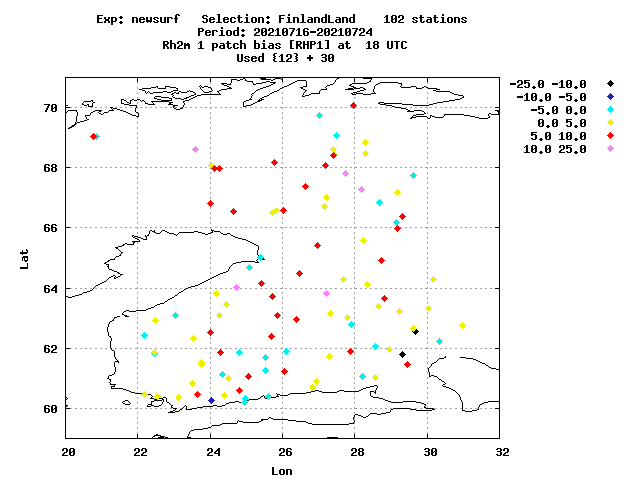 Exp: newsurf Selection: FinlandLand 102 stations
Period: 20210716-20210724
Rh2m 1 patch bias [RHP1] at 18 UTC
Used {12} + 30
-25.0 -10.0
-10.0 -5.0
-5.0 0.0
0.0 5.0
5.0 10.0
10.0 25.0
70
68
66
64
62
60
Lat
20 22 24 26 28 30 32
Lon